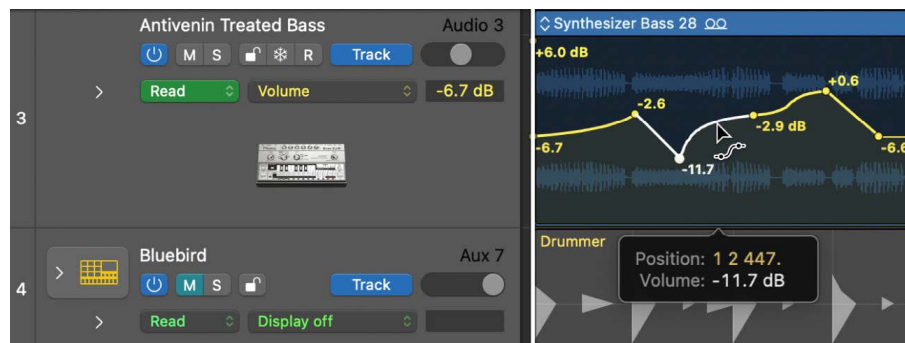 Antivenin Treated Bass Audio 3
M S R Track
Read Volume -6.7 dB
3
Bluebird Aux 7
M S Track
4
Read Display off
Synthesizer Bass 28
+6.0 dB
+0.6
-2.6
-2.9 dB
-6.7
-6.6
-11.7
Drummer
Position: 1 2 447.
Volume: -11.7 dB